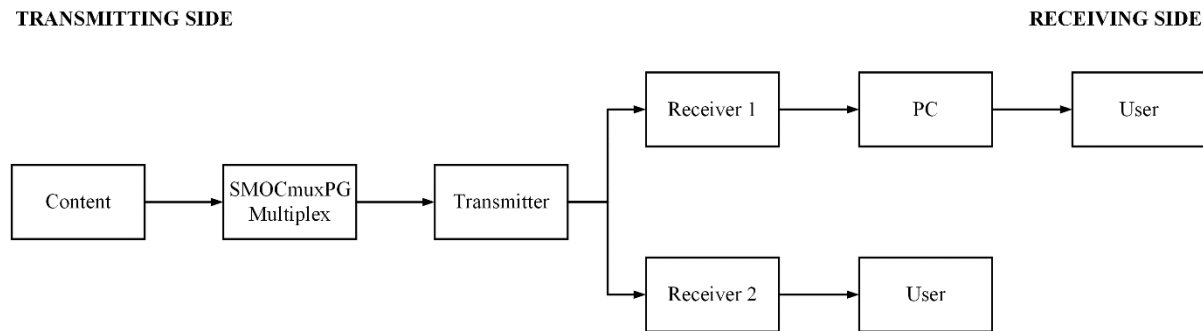 TRANSMITTING SIDE
RECEIVING SIDE
Receiver 1
PC
User
Content
SMOCmuxPG
Multiplex
Transmitter
Receiver 2
User